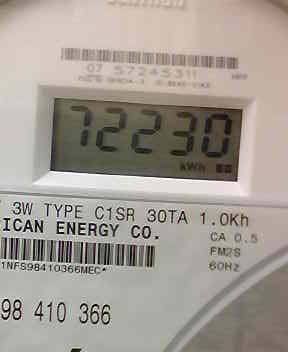 07 57245311
72230
kWh
3W TYPE C1SR 30TA 1.0Kh
ICAN ENERGY CO.
CA 0.5
FM2S
60Hz
1NFS98410366MEC*
98 410 366